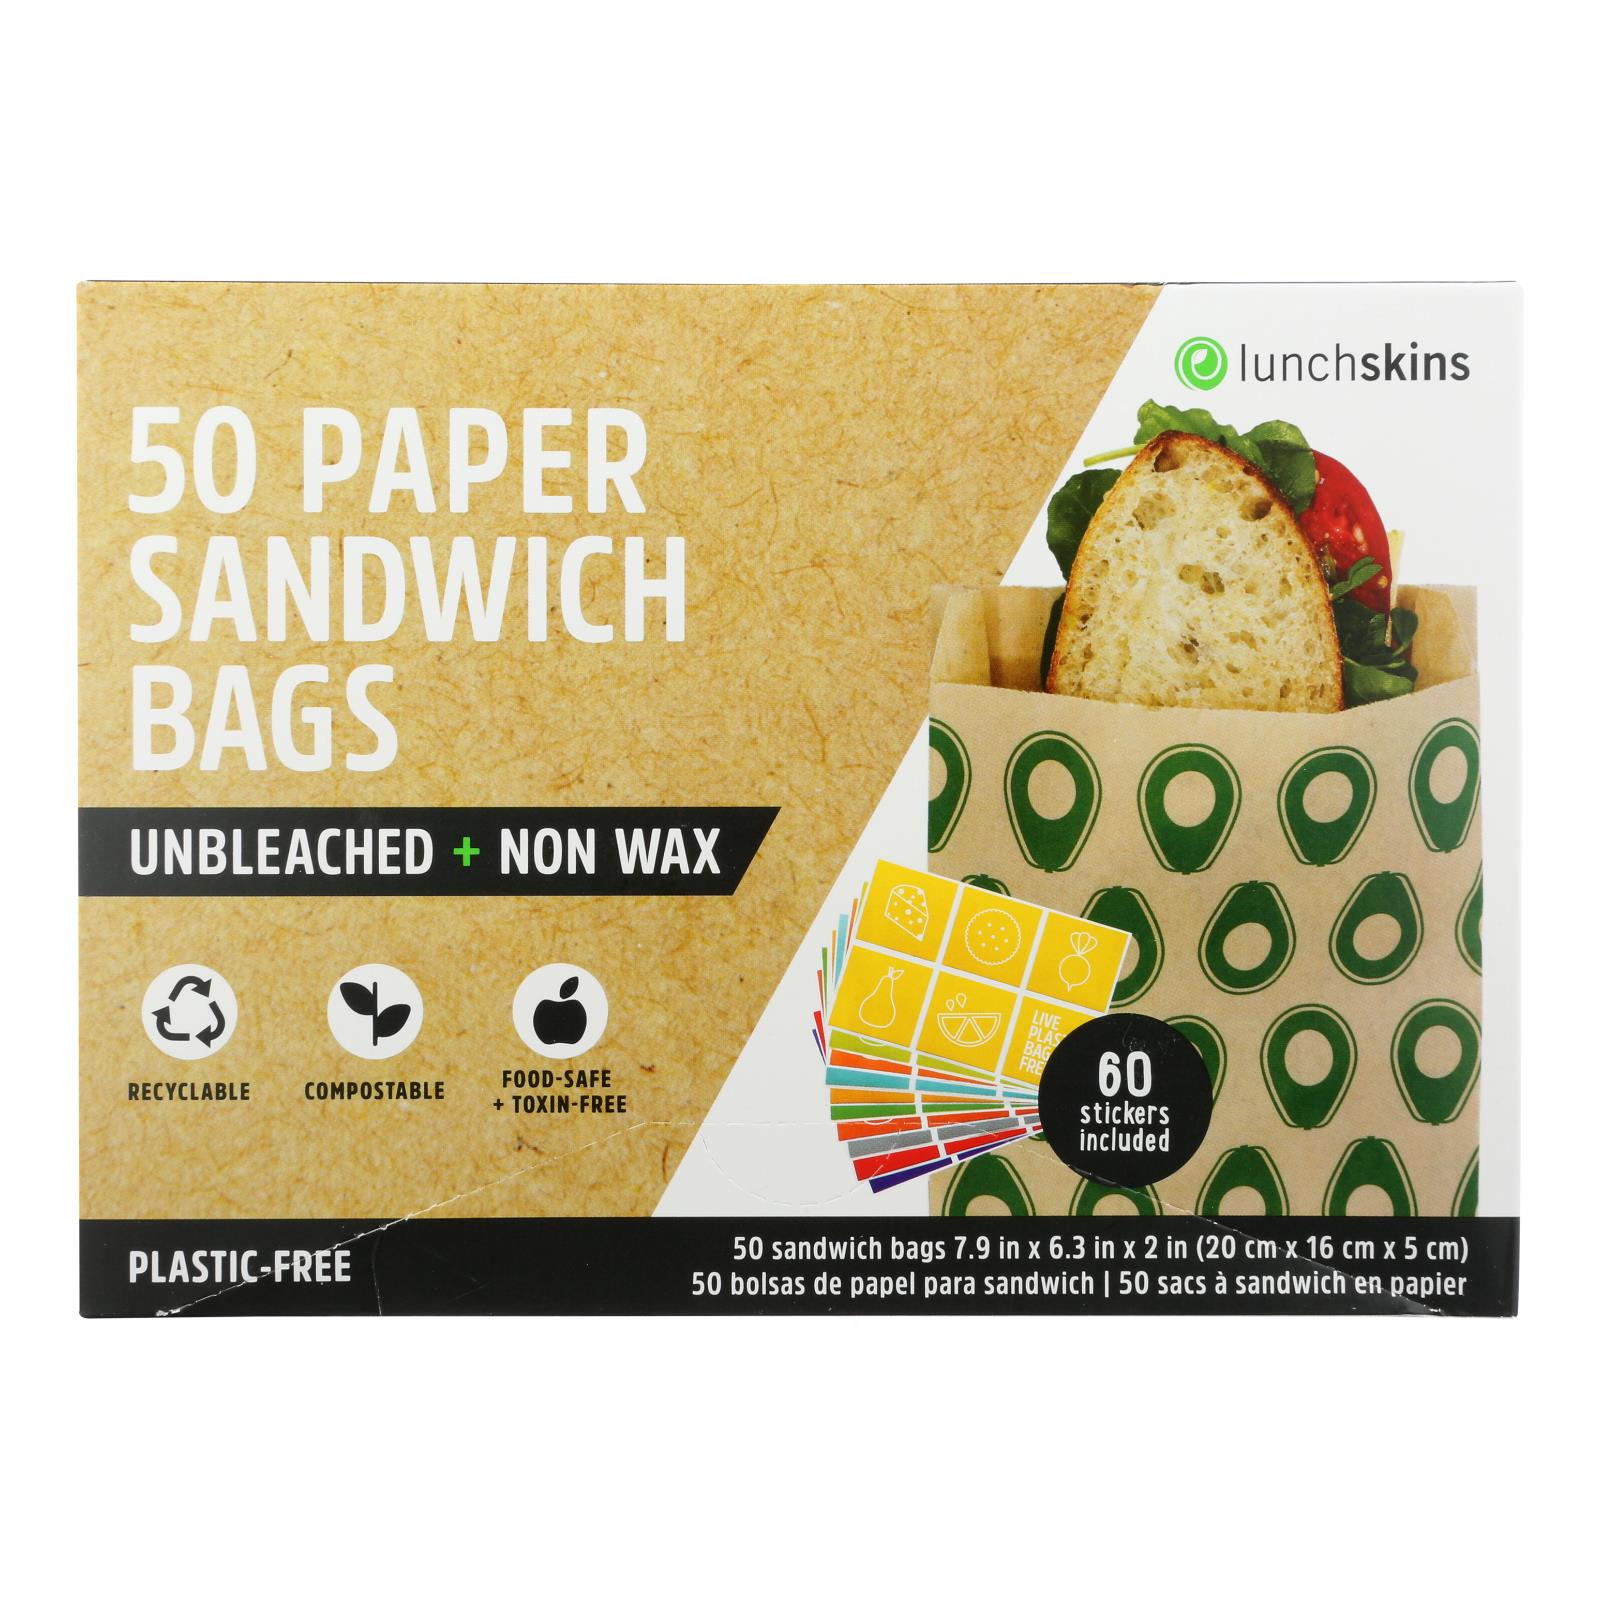 lunchskins
50 PAPER
SANDWICH
BAGS
UNBLEACHED + NON WAX
RECYCLABLE
COMPOSTABLE
FOOD-SAFE
+ TOXIN-FREE
LIVE
60
stickers
included
PLASTIC-FREE
50 sandwich bags 7.9 in x 6.3 in x 2 in (20 cm x 16 cm x 5 cm)
50 bolsas de papel para sandwich | 50 sacs à sandwich en papier